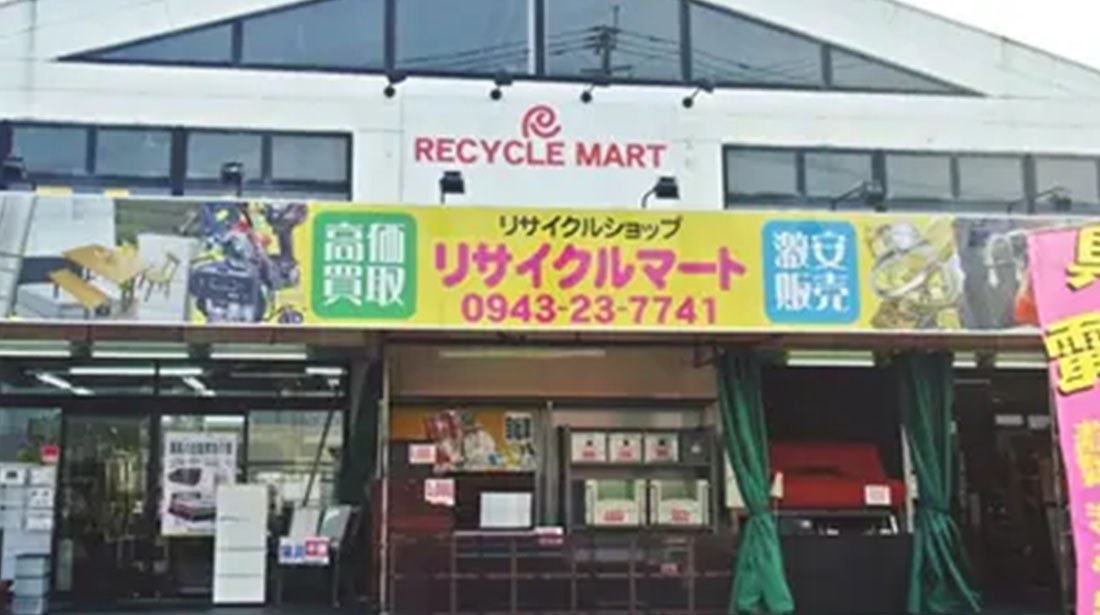 RECYCLE MART
高価
買取
リサイクルショップ
リサイクルマート
0943-23-7741
激安
販売
電